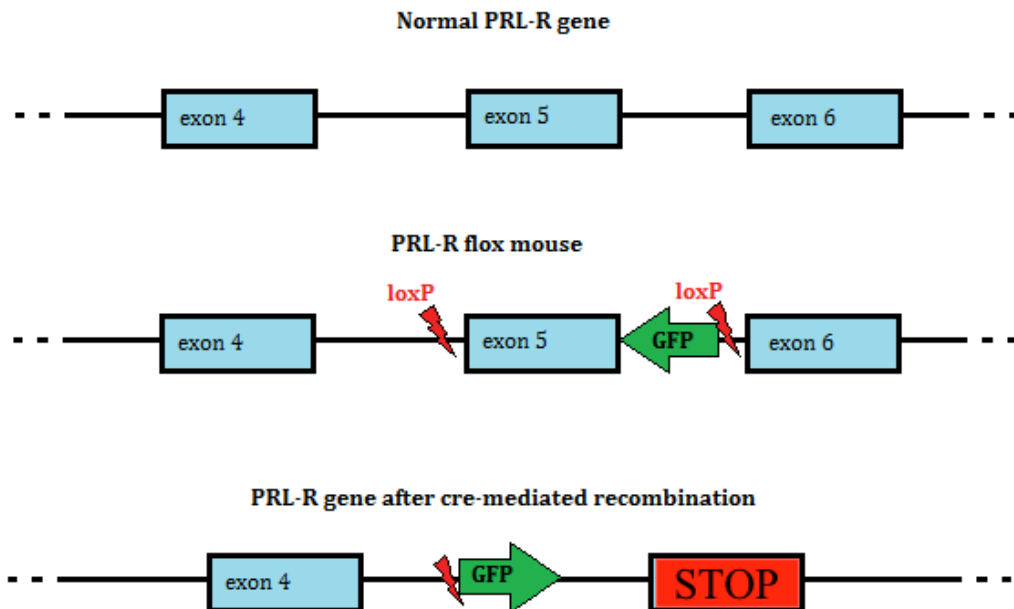 Normal PRL-R gene
exon 4 exon 5 exon 6
PRL-R flox mouse
loxP loxP
exon 4 exon 5 GFP exon 6
PRL-R gene after cre-mediated recombination
exon 4 GFP STOP